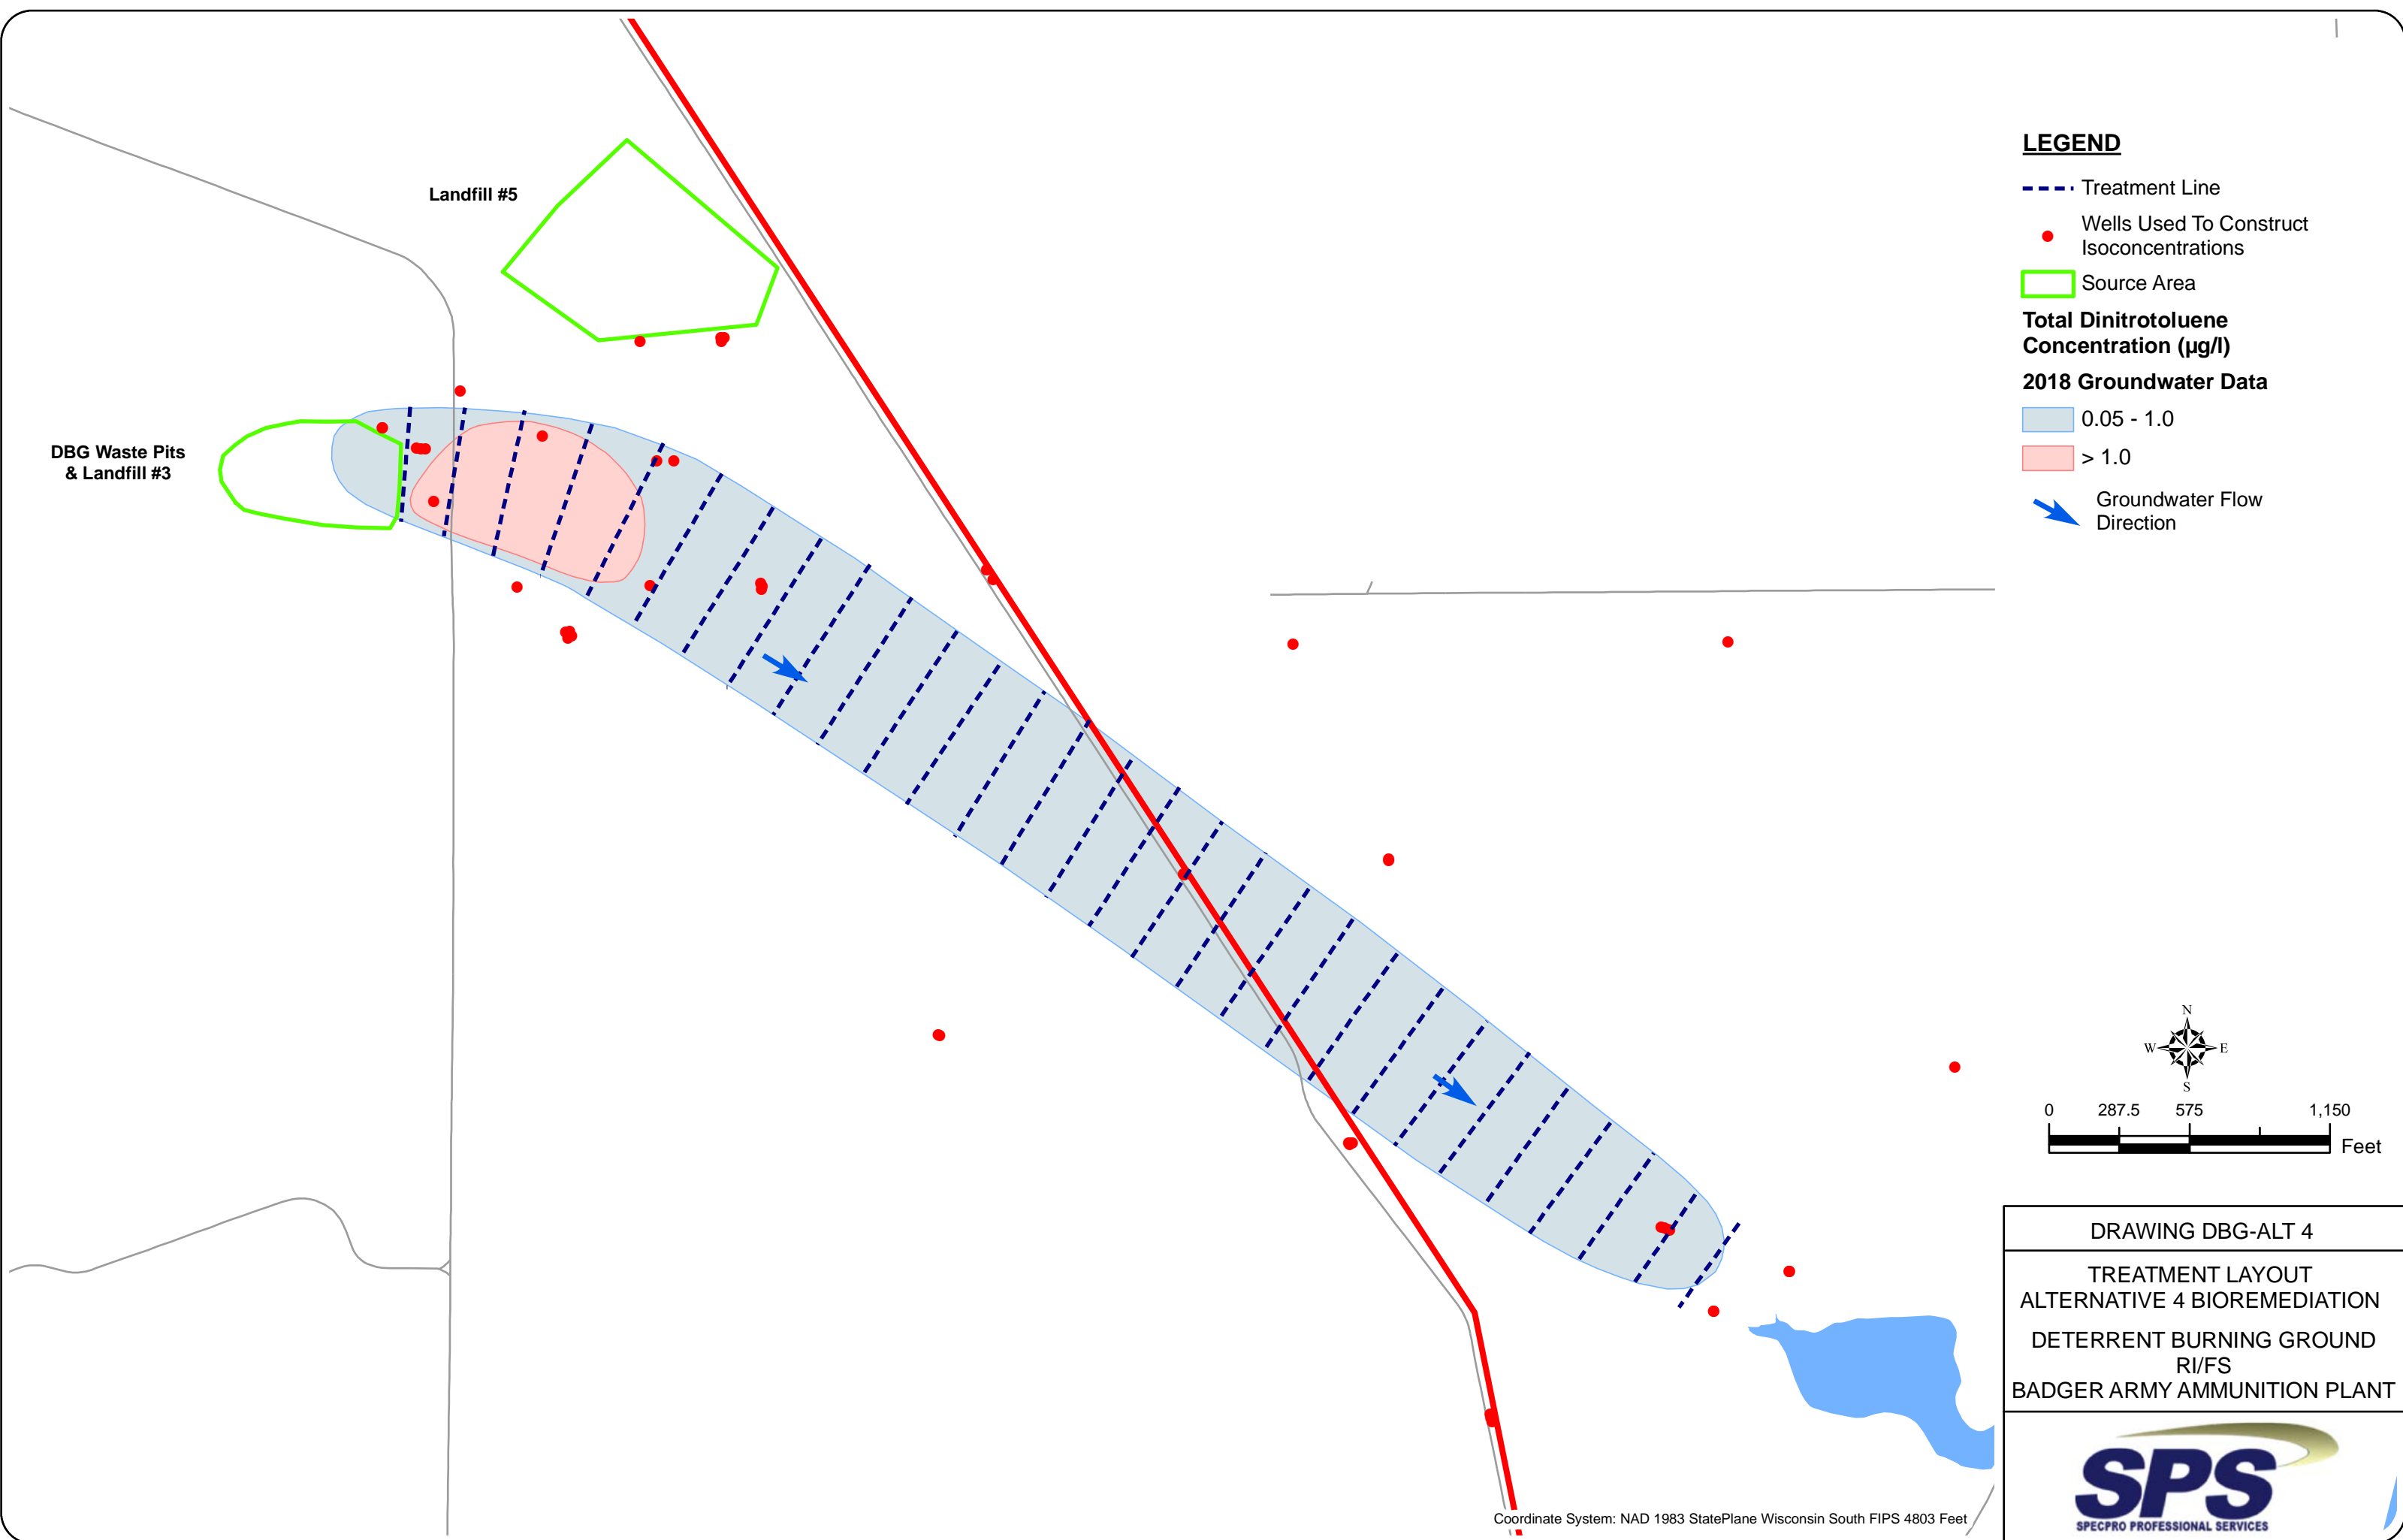 Landfill #5
DBG Waste Pits
& Landfill #3
LEGEND
Treatment Line
Wells Used To Construct
Isoconcentrations
Source Area
Total Dinitrotoluene
Concentration (µg/l)
2018 Groundwater Data
0.05 - 1.0
> 1.0
Groundwater Flow
Direction
N
W E
S
0 287.5 575 1,150
Feet
DRAWING DBG-ALT 4
TREATMENT LAYOUT
ALTERNATIVE 4 BIOREMEDIATION
DETERRENT BURNING GROUND
RI/FS
BADGER ARMY AMMUNITION PLANT
SPS
SPECPRO PROFESSIONAL SERVICES
Coordinate System: NAD 1983 StatePlane Wisconsin South FIPS 4803 Feet